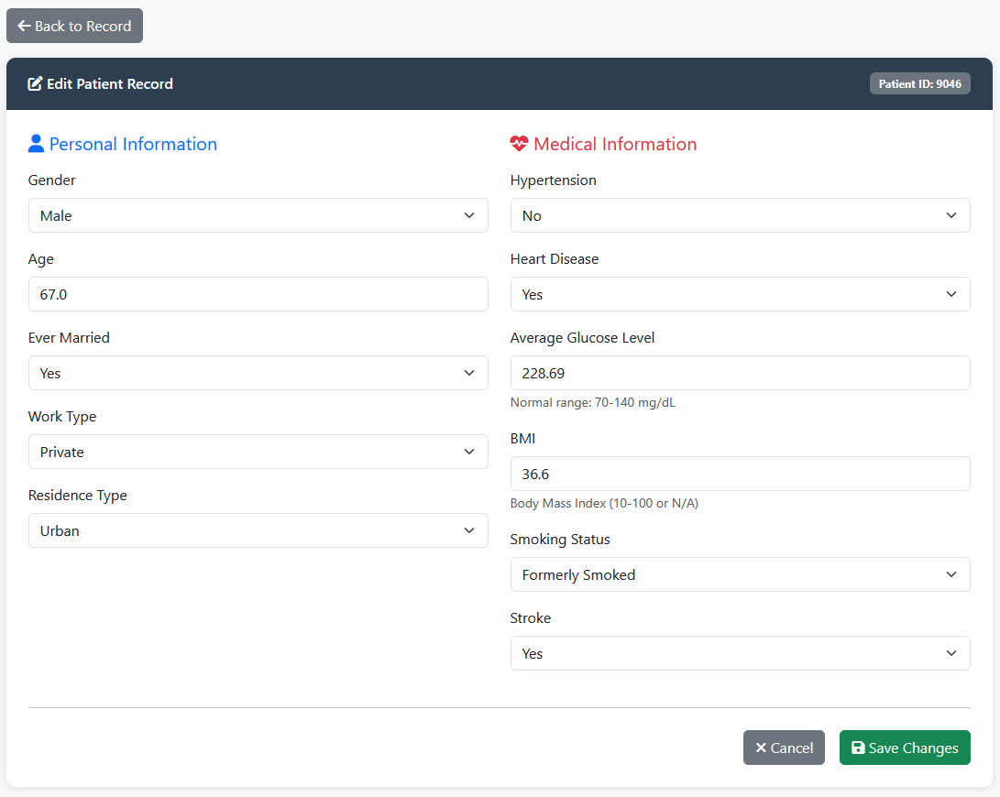 Back to Record
Edit Patient Record
Patient ID: 9046
Personal Information
Gender
Male
Age
67.0
Ever Married
Yes
Work Type
Private
Residence Type
Urban
Medical Information
Hypertension
No
Heart Disease
Yes
Average Glucose Level
228.69
Normal range: 70-140 mg/dL
BMI
36.6
Body Mass Index (10-100 or N/A)
Smoking Status
Formerly Smoked
Stroke
Yes
Cancel
Save Changes